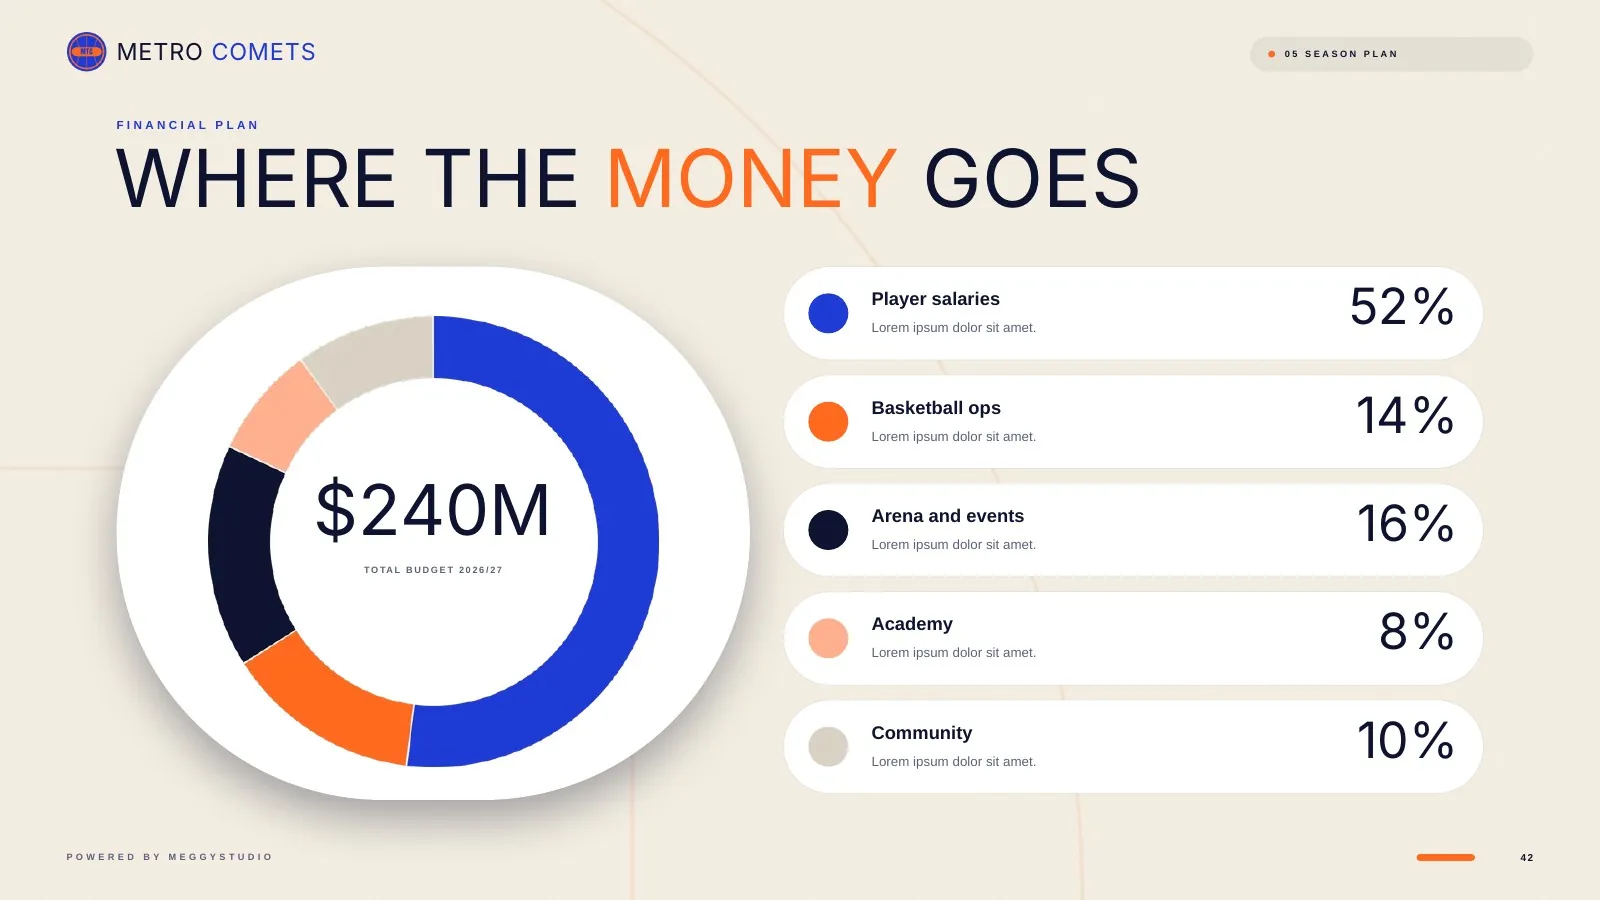 MTC
METRO COMETS
05 SEASON PLAN
FINANCIAL PLAN
WHERE THE MONEY GOES
$240M
TOTAL BUDGET 2026/27
Player salaries
Lorem ipsum dolor sit amet.
52%
Basketball ops
Lorem ipsum dolor sit amet.
14%
Arena and events
Lorem ipsum dolor sit amet.
16%
Academy
Lorem ipsum dolor sit amet.
8%
Community
Lorem ipsum dolor sit amet.
10%
POWERED BY MEGGYSTUDIO
42